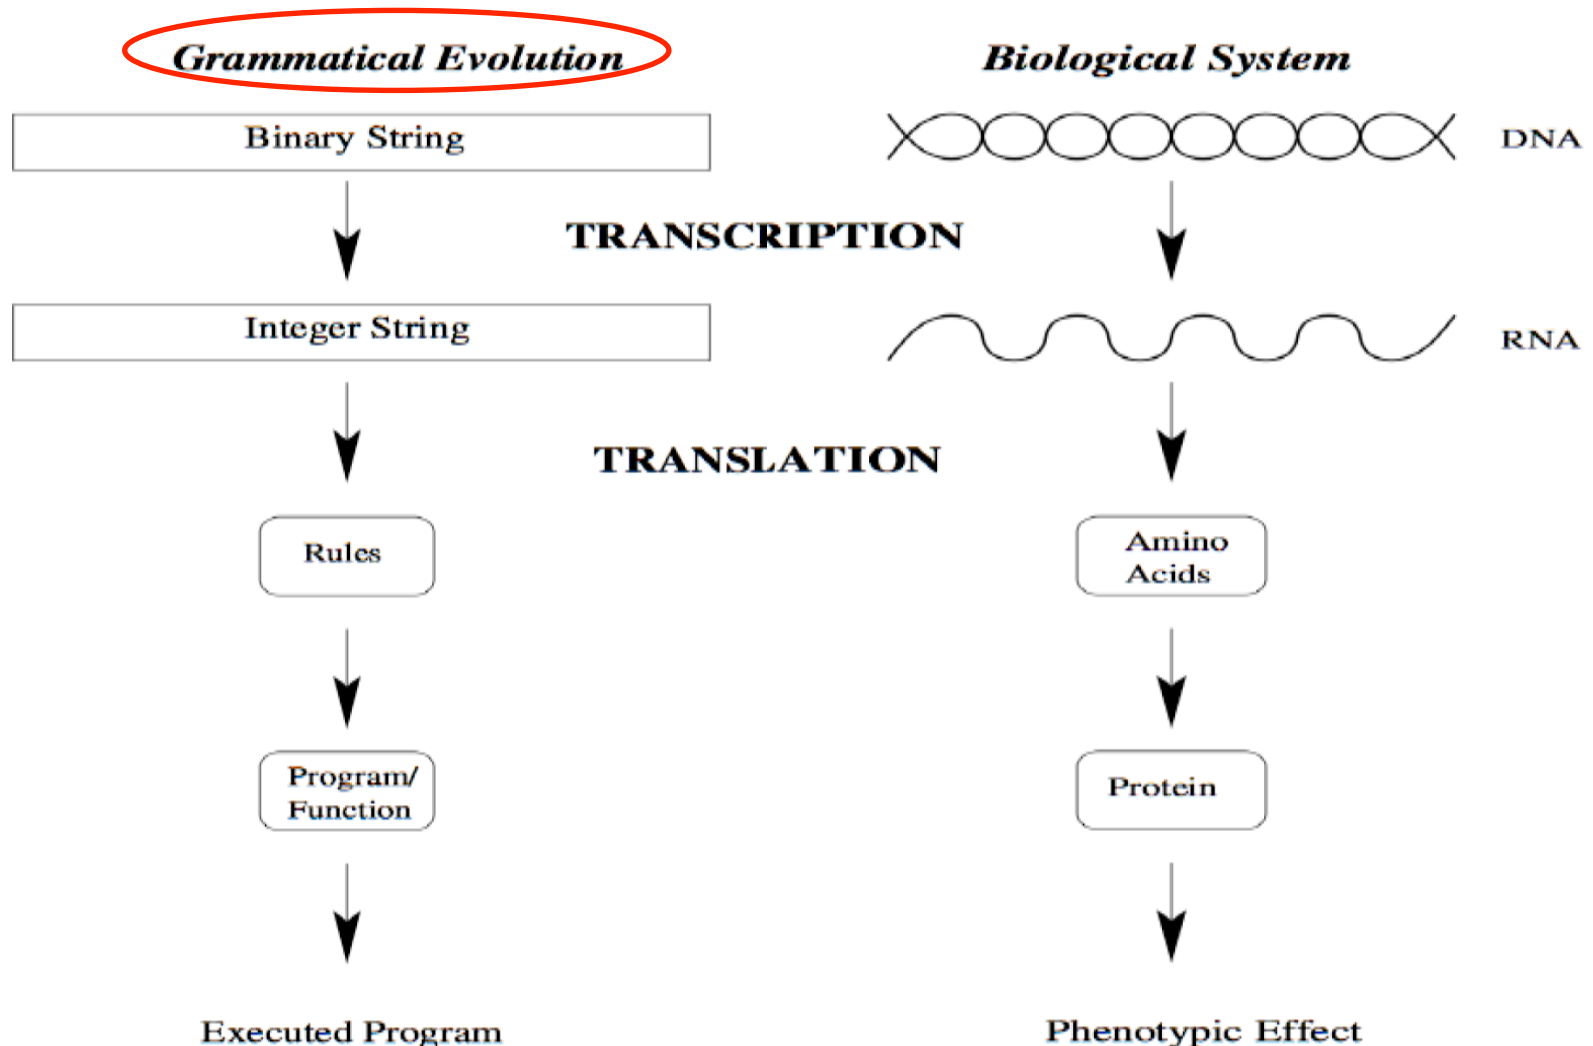 Grammatical Evolution
Biological System
Binary String
DNA
TRANSCRIPTION
Integer String
RNA
TRANSLATION
Rules
Amino
Acids
Program/
Function
Protein
Executed Program
Phenotypic Effect